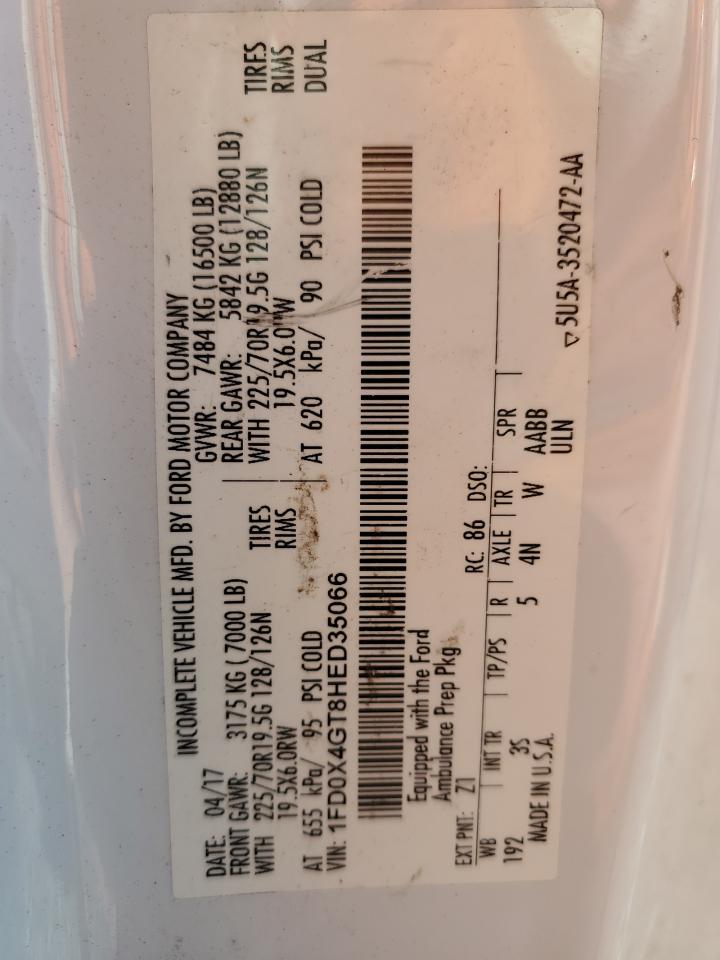 INCOMPLETE VEHICLE MFD. BY FORD MOTOR COMPANY
DATE: 04/17 GVWR: 7484 KG (16500 LB)
FRONT GAWR: 3175 KG ( 7000 LB) REAR GAWR: 5842 KG (12880 LB)
WITH 225/70R19.5G 128/126N TIRES WITH 225/70R19.5G 128/126N TIRES
19.5X6.0RW RIMS 19.5X6.0 RIMS
AT 655 kPa/ 95 PSI COLD AT 620 kPa/ 90 PSI COLD DUAL
VIN: 1FD0X4GT8HED35066
Equipped with the Ford
Ambulance Prep Pkg
EXT PNT: Z1 RC: 86 DSO:
WB INT TR TP/PS R AXLE TR SPR
192 3S 5 4N W AABB
MADE IN U.S.A. ULN
5U5A-3520472-AA